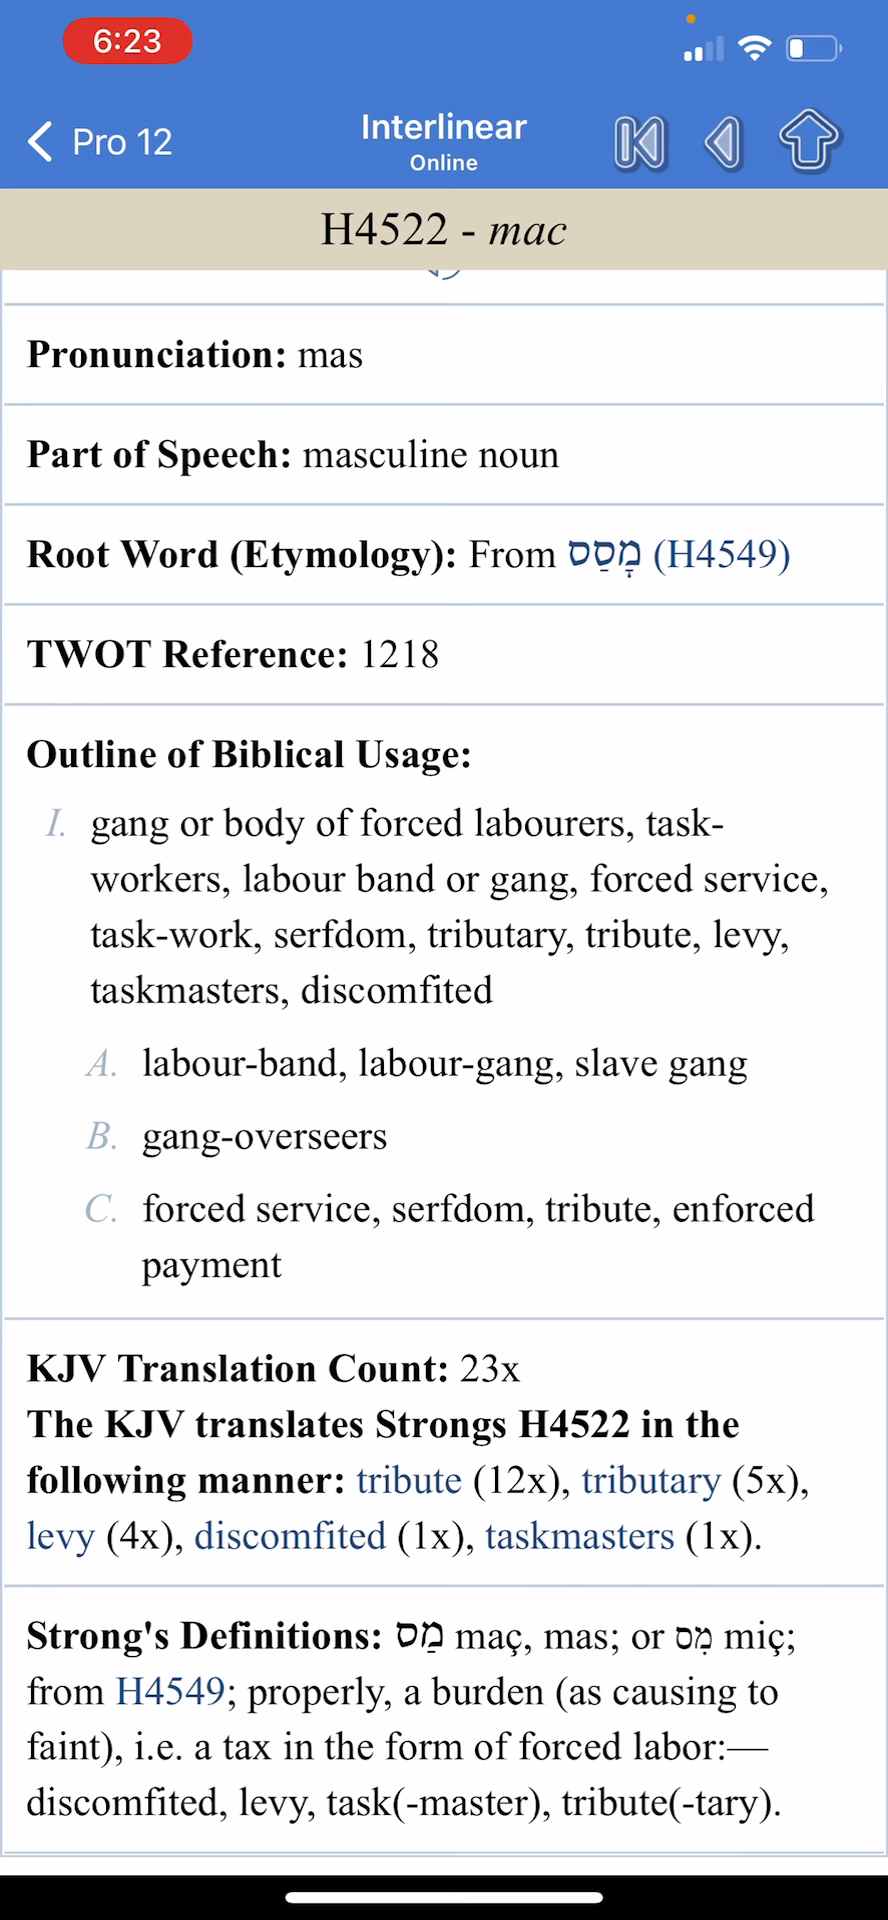 6:23
Pro 12
Interlinear
Online
H4522 - mac
Pronunciation: mas
Part of Speech: masculine noun
Root Word (Etymology): From מָסַס (H4549)
TWOT Reference: 1218
Outline of Biblical Usage:
I. gang or body of forced labourers, task-
workers, labour band or gang, forced service,
task-work, serfdom, tributary, tribute, levy,
taskmasters, discomfited
A. labour-band, labour-gang, slave gang
B. gang-overseers
C. forced service, serfdom, tribute, enforced
payment
KJV Translation Count: 23x
The KJV translates Strongs H4522 in the
following manner: tribute (12x), tributary (5x),
levy (4x), discomfited (1x), taskmasters (1x).
Strong's Definitions: מַס maç, mas; or מִס miç;
from H4549; properly, a burden (as causing to
faint), i.e. a tax in the form of forced labor:—
discomfited, levy, task(-master), tribute(-tary).